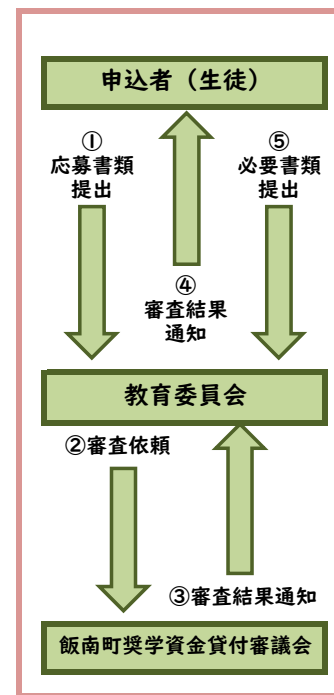 申込者（生徒）
①
応募書類
提出
⑤
必要書類
提出
④
審査結果
通知
教育委員会
②審査依頼
③審査結果通知
飯南町奨学資金貸付審議会